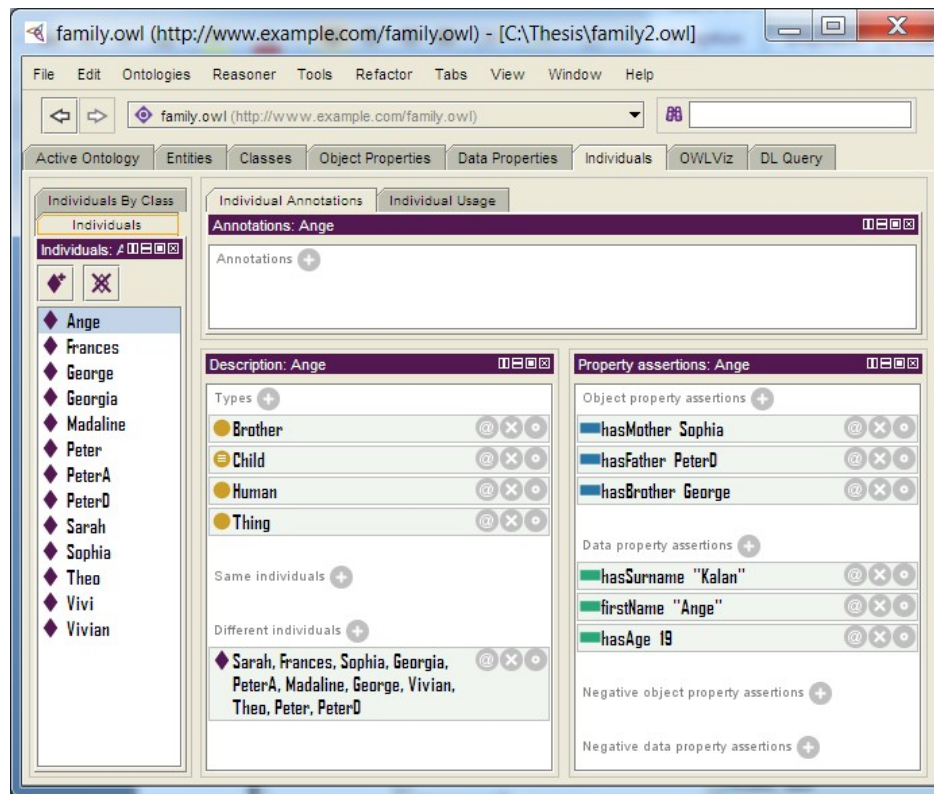 family.owl (http://www.example.com/family.owl) - [C:\Thesis\family2.owl]
File Edit Ontologies Reasoner Tools Refactor Tabs View Window Help
family.owl (http://www.example.com/family.owl)
Active Ontology Entities Classes Object Properties Data Properties Individuals OWLViz DL Query
Individuals By Class
Individuals
Individuals: A
Ange
Frances
George
Georgia
Madaline
Peter
PeterA
PeterD
Sarah
Sophia
Theo
Vivi
Vivian
Individual Annotations Individual Usage
Annotations: Ange
Annotations
Description: Ange
Types
Brother
Child
Human
Thing
Same individuals
Different individuals
Sarah, Frances, Sophia, Georgia,
PeterA, Madaline, George, Vivian,
Theo, Peter, PeterD
Property assertions: Ange
Object property assertions
hasMother Sophia
hasFather PeterD
hasBrother George
Data property assertions
hasSurname "Kalan"
firstName "Ange"
hasAge 19
Negative object property assertions
Negative data property assertions